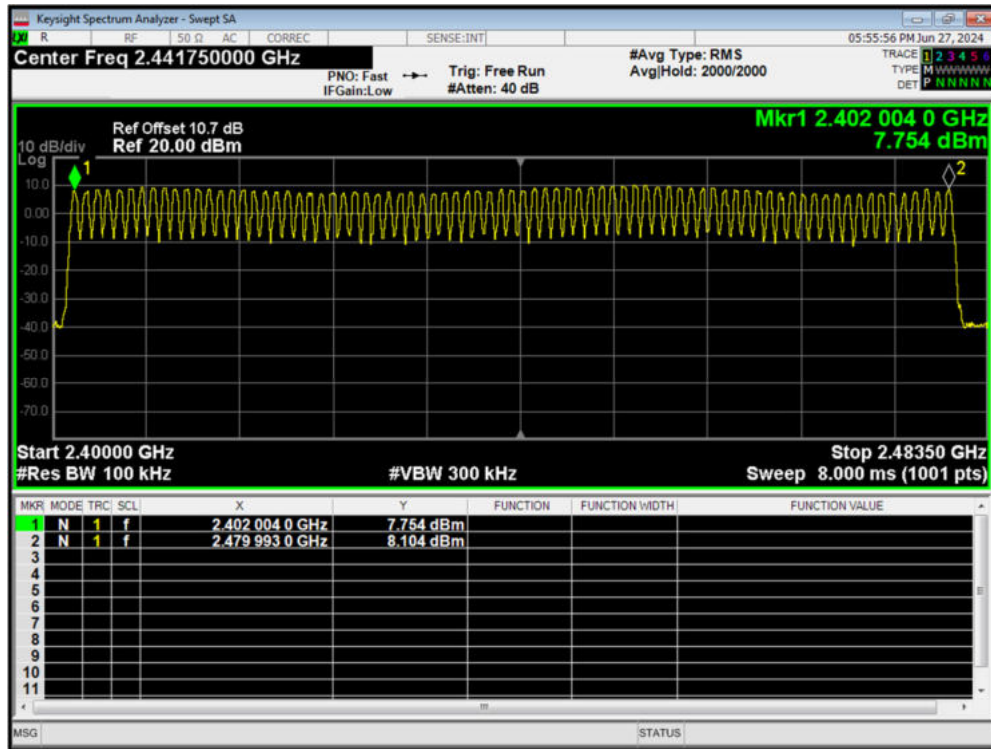 Keysight Spectrum Analyzer - Swept SA
LXI R RF 50 Ω AC CORREC SENSE:INT 05:55:56 PM Jun 27, 2024
Center Freq 2.441750000 GHz #Avg Type: RMS TRACE 1 2 3 4 5 6
PNO: Fast Trig: Free Run Avg|Hold: 2000/2000 TYPE M WWWWW
IFGain:Low #Atten: 40 dB DET P N N N N N
Mkr1 2.402 004 0 GHz
7.754 dBm
Ref Offset 10.7 dB
10 dB/div Ref 20.00 dBm
Log
1 2
10.0
0.00
-10.0
-20.0
-30.0
-40.0
-50.0
-60.0
-70.0
Start 2.40000 GHz Stop 2.48350 GHz
#Res BW 100 kHz #VBW 300 kHz Sweep 8.000 ms (1001 pts)
MKR MODE TRC SCL X Y FUNCTION FUNCTION WIDTH FUNCTION VALUE
1 N 1 f 2.402 004 0 GHz 7.754 dBm
2 N 1 f 2.479 993 0 GHz 8.104 dBm
3
4
5
6
7
8
9
10
11
MSG STATUS